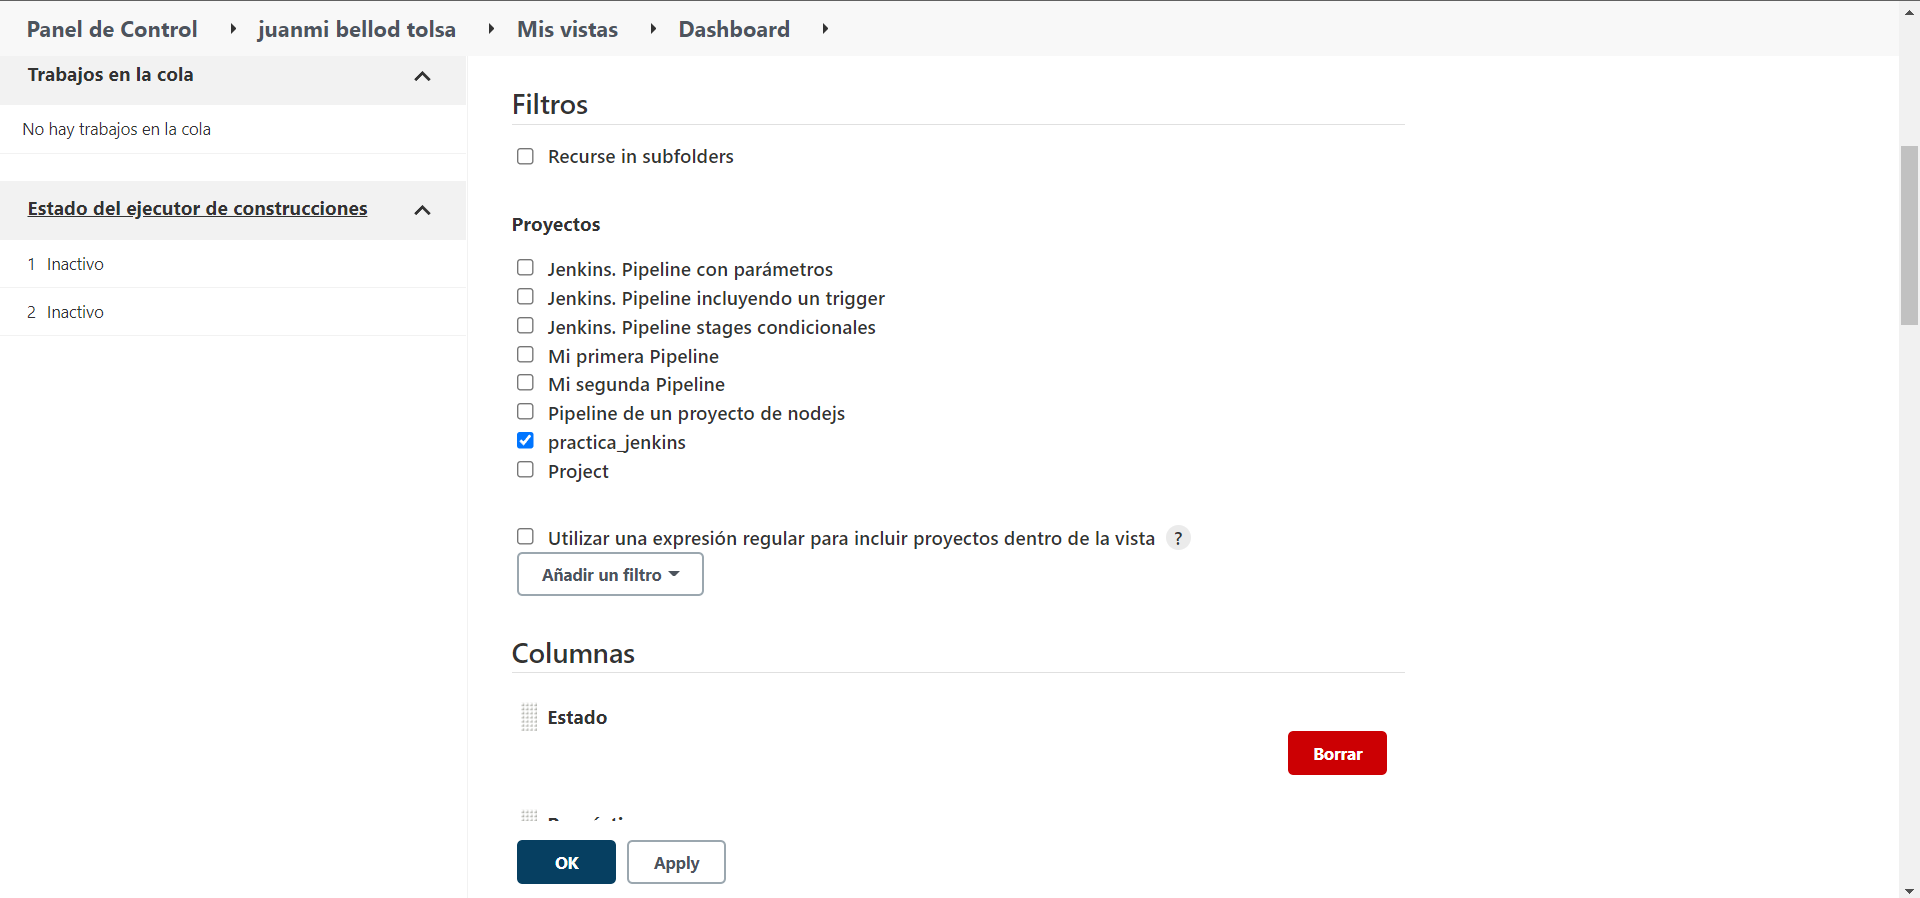 Panel de Control juanmi bellod tolsa Mis vistas Dashboard
Trabajos en la cola
No hay trabajos en la cola
Estado del ejecutor de construcciones
1 Inactivo
2 Inactivo
Filtros
Recurse in subfolders
Proyectos
Jenkins. Pipeline con parámetros
Jenkins. Pipeline incluyendo un trigger
Jenkins. Pipeline stages condicionales
Mi primera Pipeline
Mi segunda Pipeline
Pipeline de un proyecto de nodejs
practica_jenkins
Project
Utilizar una expresión regular para incluir proyectos dentro de la vista ?
Añadir un filtro
Columnas
Estado
Borrar
OK Apply